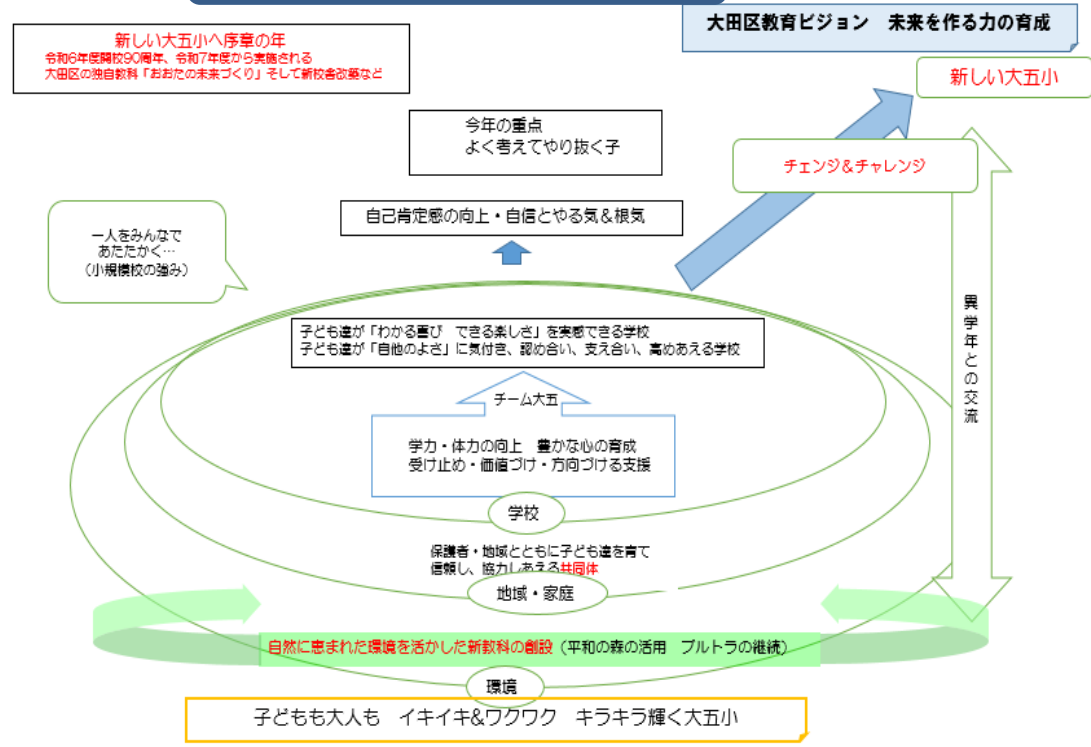 大田区教育ビジョン　未来を作る力の育成
新しい大五小へ序章の年
令和6年度開校90周年、令和7年度から実施される
大田区の独自教科「おおたの未来づくり」そして新校舎改築など
新しい大五小
今年の重点
よく考えてやり抜く子
チェンジ＆チャレンジ
自己肯定感の向上・自信とやる気＆根気
一人をみんなで
あたたかく…
（小規模校の強み）
異学年との交流
子ども達が「わかる喜び　できる楽しさ」を実感できる学校
子ども達が「自他のよさ」に気付き、認め合い、支え合い、高めあえる学校
チーム大五
学力・体力の向上　豊かな心の育成
受け止め・価値づけ・方向づける支援
学校
保護者・地域とともに子ども達を育て
信頼し、協力しあえる共同体
地域・家庭
自然に恵まれた環境を活かした新教科の創設（平和の森の活用　プルトラの継続）
環境
子どもも大人も　イキイキ&ワクワク　キラキラ輝く大五小